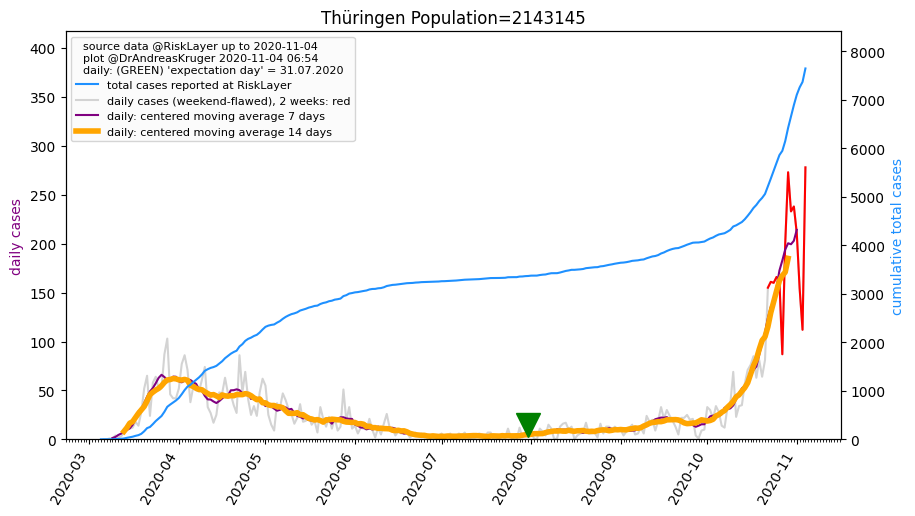 Thüringen Population=2143145
source data @RiskLayer up to 2020-11-04
plot @DrAndreasKruger 2020-11-04 06:54
daily: (GREEN) 'expectation day' = 31.07.2020
total cases reported at RiskLayer
daily cases (weekend-flawed), 2 weeks: red
daily: centered moving average 7 days
daily: centered moving average 14 days
daily cases
400
350
300
250
200
150
100
50
0
cumulative total cases
8000
7000
6000
5000
4000
3000
2000
1000
0
2020-03
2020-04
2020-05
2020-06
2020-07
2020-08
2020-09
2020-10
2020-11